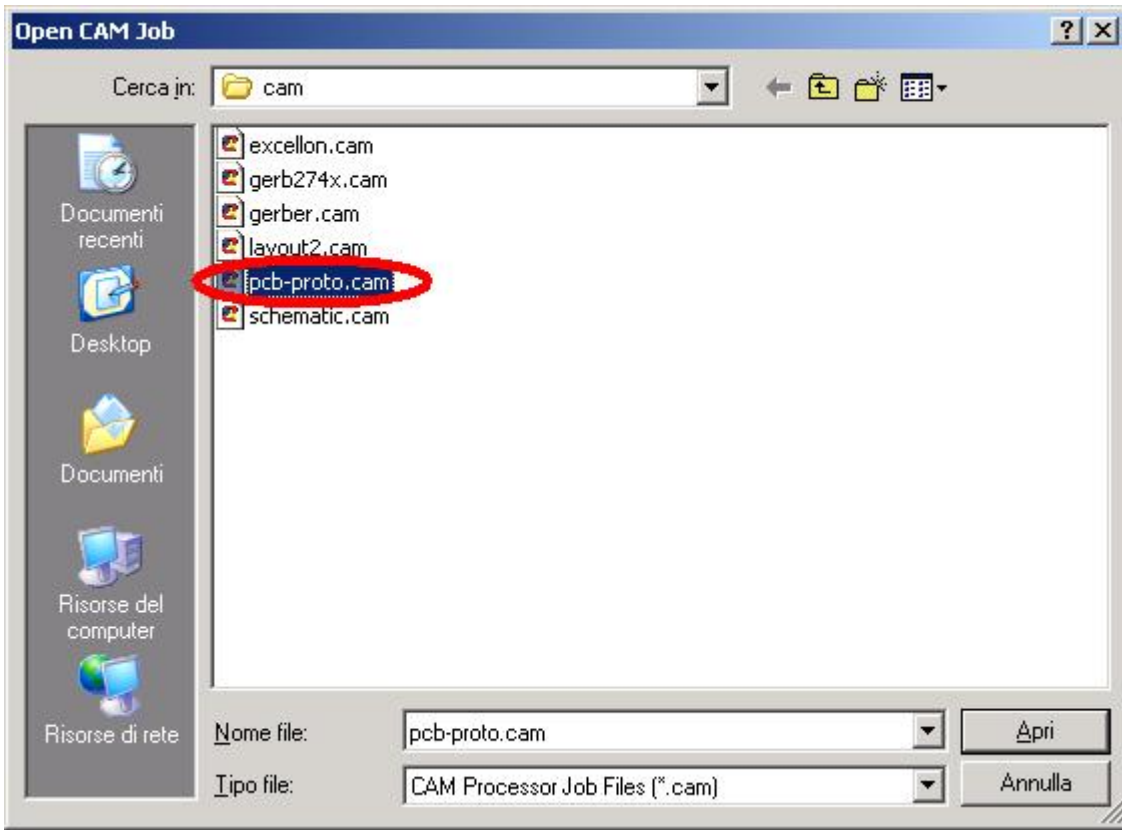 Open CAM Job
Cerca in:
cam
excellon.cam
gerb274x.cam
gerber.cam
layout2.cam
pcb-proto.cam
schematic.cam
Documenti
recenti
Desktop
Documenti
Risorse del
computer
Risorse di rete
Nome file:
pcb-proto.cam
Apri
Tipo file:
CAM Processor Job Files (*.cam)
Annulla